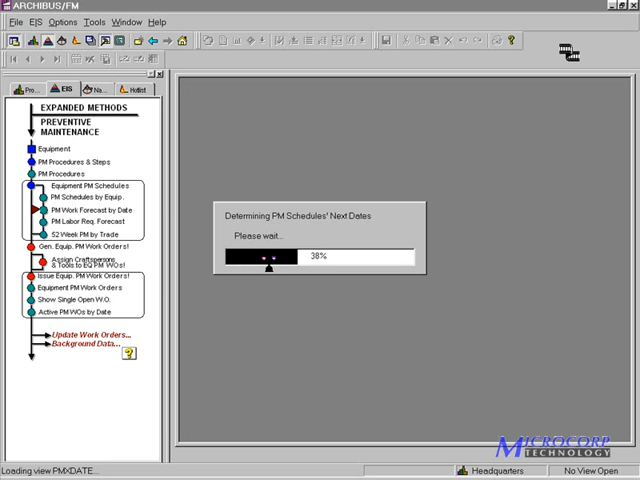 ARCHIBUS/FM
File EIS Options Tools Window Help
Pro... EIS Na... Hotlist
EXPANDED METHODS
PREVENTIVE
MAINTENANCE
Equipment
PM Procedures & Steps
PM Procedures
Equipment PM Schedules
PM Schedules by Equip.
PM Work Forecast by Date
PM Labor Req. Forecast
52 Week PM by Trade
Gen. Equip. PM Work Orders!
Assign Craftspersons
& Tools to EQ PM WOs!
Issue Equip. PM Work Orders!
Equipment PM Work Orders
Show Single Open W.O.
Active PM WOs by Date
Update Work Orders...
Background Data...
Determining PM Schedules' Next Dates
Please wait...
38%
MICROCORP
TECHNOLOGY
Loading view PMXDATE...
Headquarters
No View Open